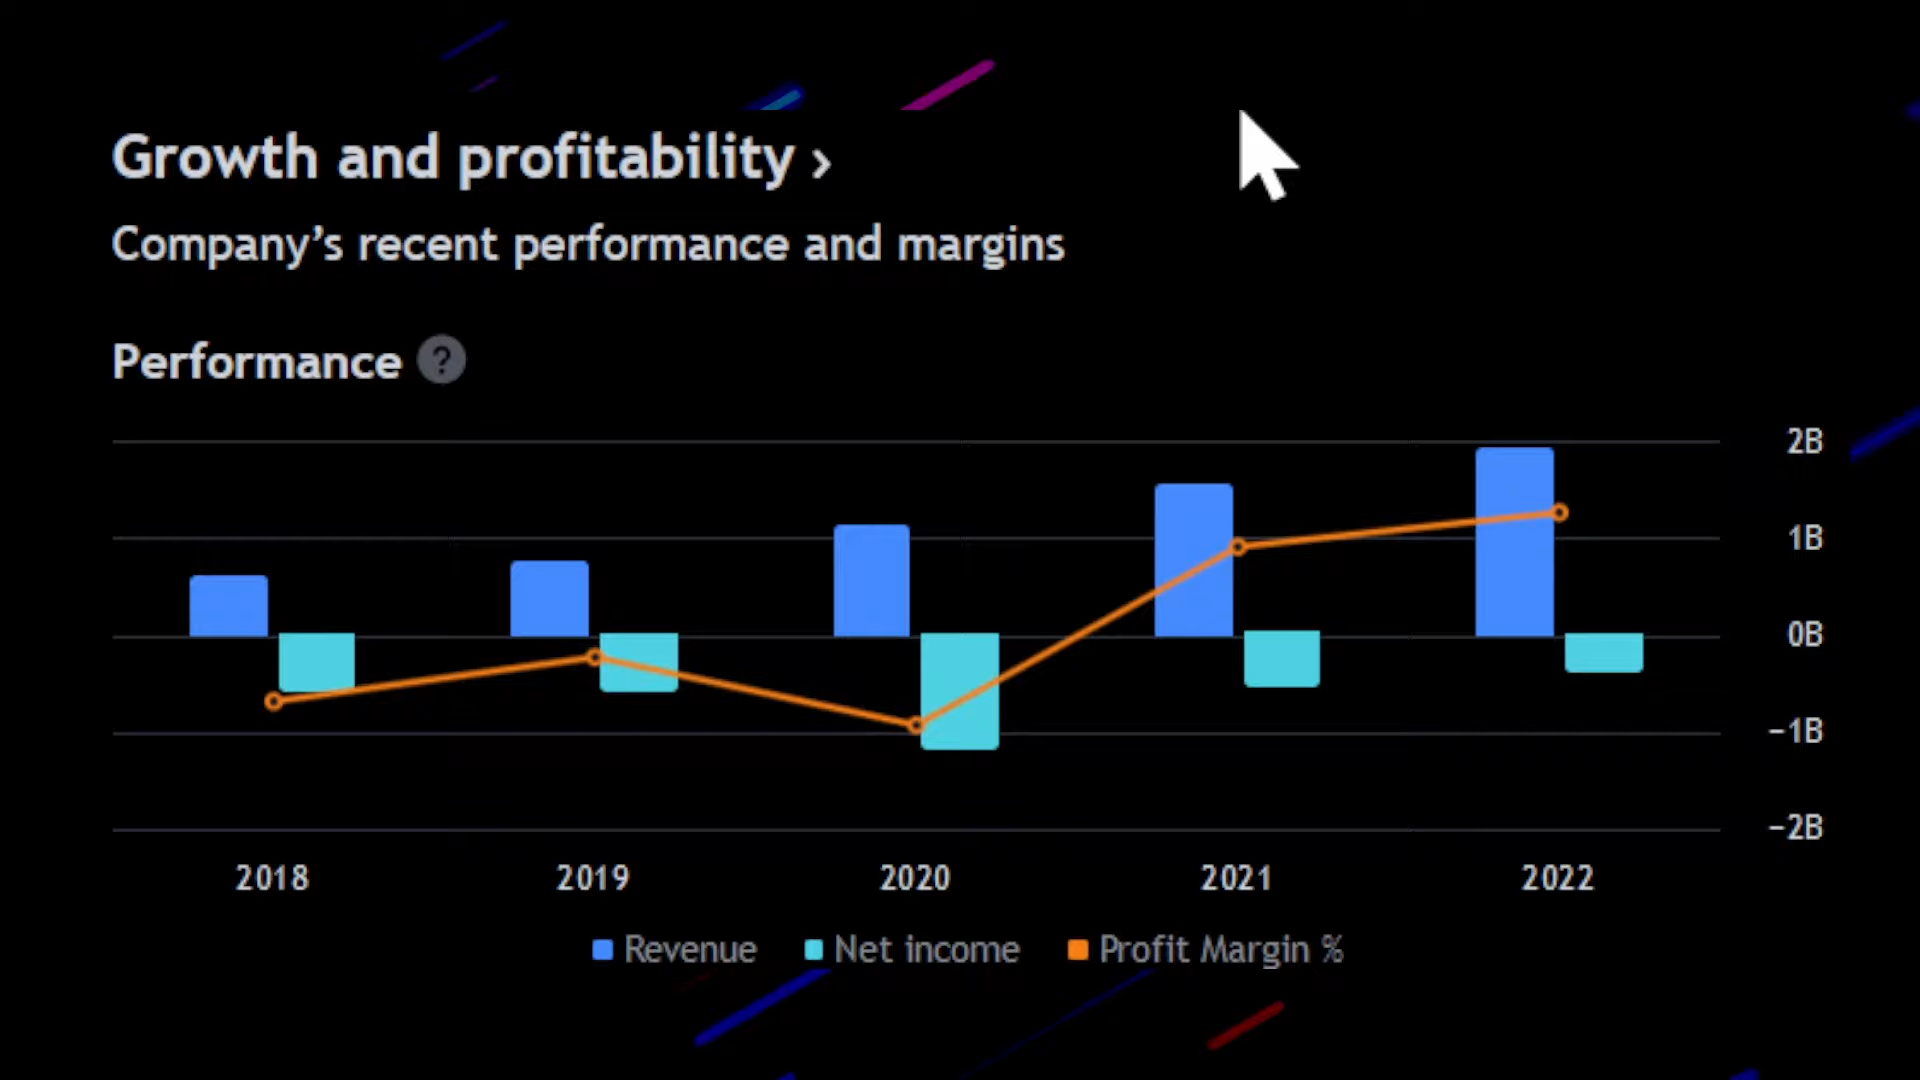 Growth and profitability ›
Company’s recent performance and margins
Performance ?
2B
1B
0B
−1B
−2B
2018 2019 2020 2021 2022
Revenue Net income Profit Margin %